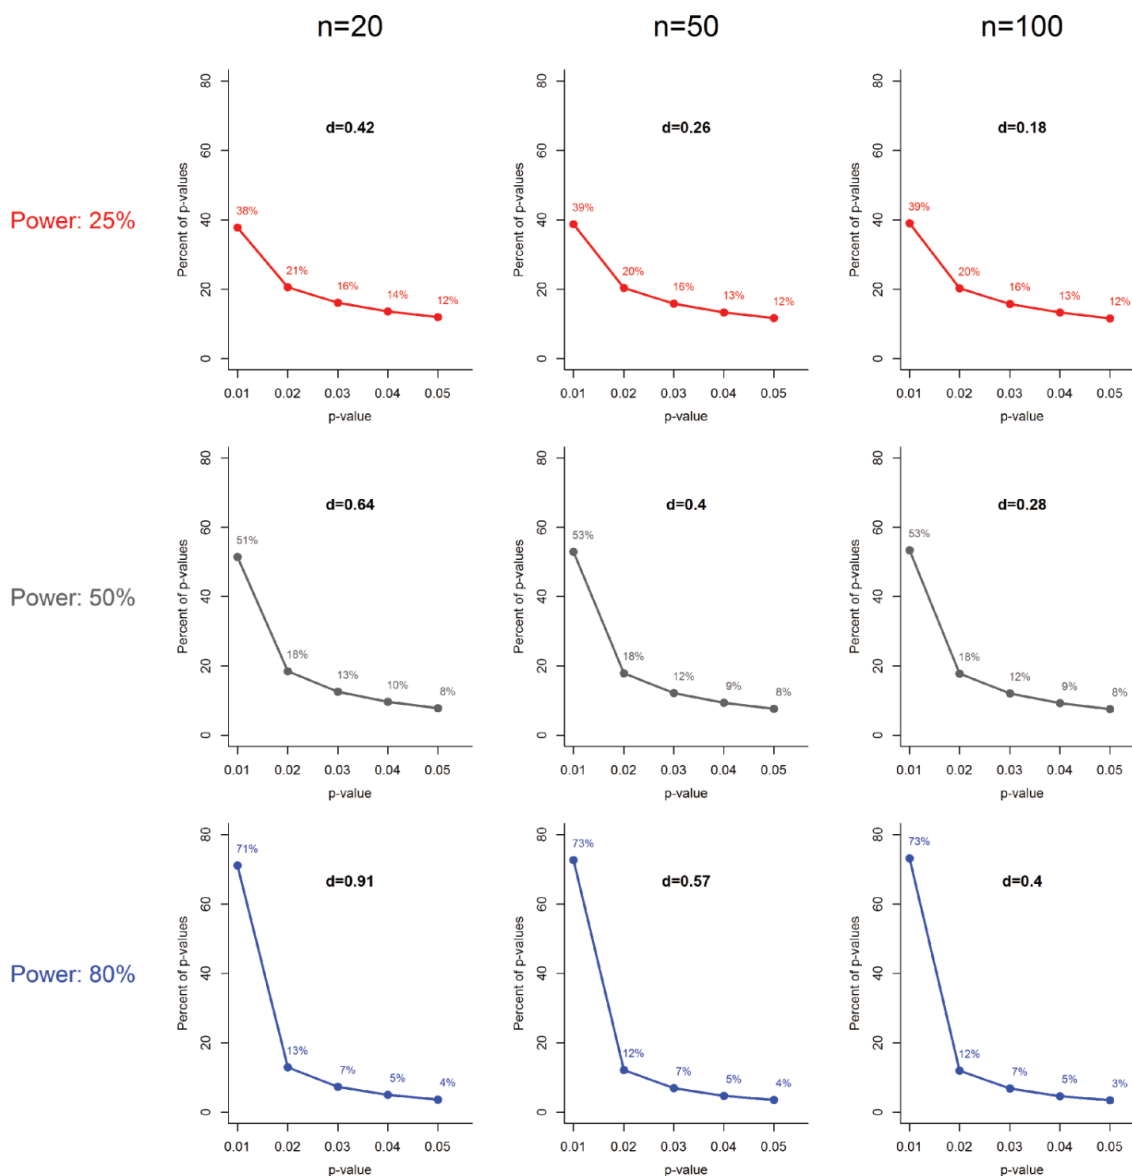 n=20 n=50 n=100
Power: 25%
Percent of p-values
80
60
40
20
0
d=0.42
38%
21%
16%
14%
12%
0.01 0.02 0.03 0.04 0.05
p-value
Percent of p-values
80
60
40
20
0
d=0.26
39%
20%
16%
13%
12%
0.01 0.02 0.03 0.04 0.05
p-value
Percent of p-values
80
60
40
20
0
d=0.18
39%
20%
16%
13%
12%
0.01 0.02 0.03 0.04 0.05
p-value
Power: 50%
Percent of p-values
80
60
40
20
0
d=0.64
51%
18%
13%
10%
8%
0.01 0.02 0.03 0.04 0.05
p-value
Percent of p-values
80
60
40
20
0
d=0.4
53%
18%
12%
9%
8%
0.01 0.02 0.03 0.04 0.05
p-value
Percent of p-values
80
60
40
20
0
d=0.28
53%
18%
12%
9%
8%
0.01 0.02 0.03 0.04 0.05
p-value
Power: 80%
Percent of p-values
80
60
40
20
0
d=0.91
71%
13%
7%
5%
4%
0.01 0.02 0.03 0.04 0.05
p-value
Percent of p-values
80
60
40
20
0
d=0.57
73%
12%
7%
5%
4%
0.01 0.02 0.03 0.04 0.05
p-value
Percent of p-values
80
60
40
20
0
d=0.4
73%
12%
7%
5%
3%
0.01 0.02 0.03 0.04 0.05
p-value